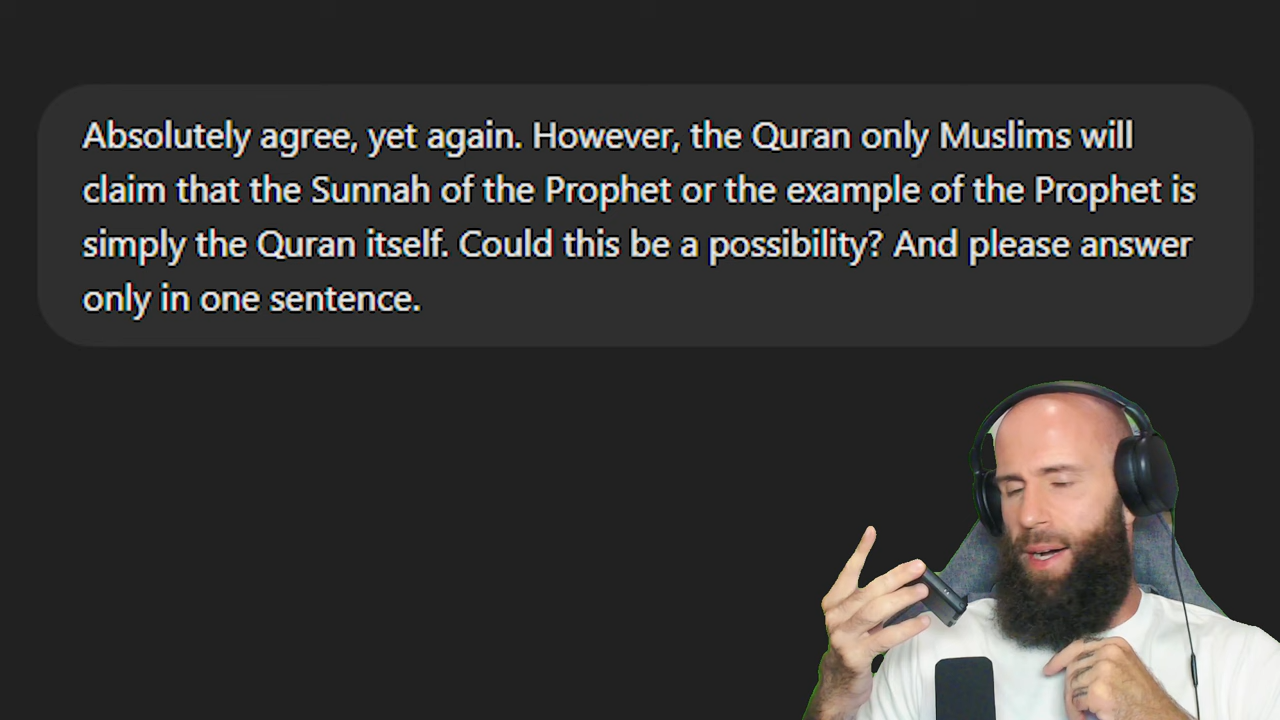 Absolutely agree, yet again. However, the Quran only Muslims will
claim that the Sunnah of the Prophet or the example of the Prophet is
simply the Quran itself. Could this be a possibility? And please answer
only in one sentence.